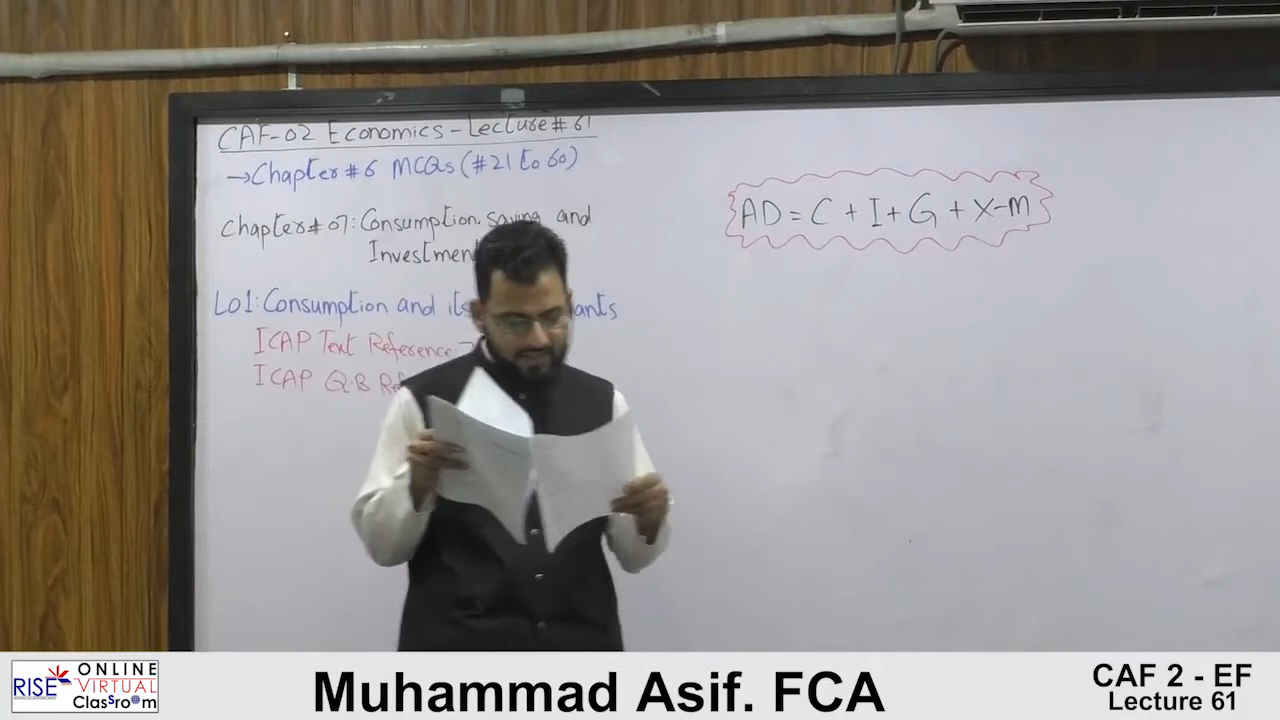 CAF-02 Economics - Lecture # 61
→ Chapter # 6 MCQs (# 21 to 60)
Chapter # 07: Consumption, saving and
Investment
LO1: Consumption and its ants
ICAP Text Reference →
ICAP Q.B Ref
AD = C + I + G + X-M
RISE
ONLINE
VIRTUAL
Classroom
Muhammad Asif. FCA
CAF 2 - EF
Lecture 61